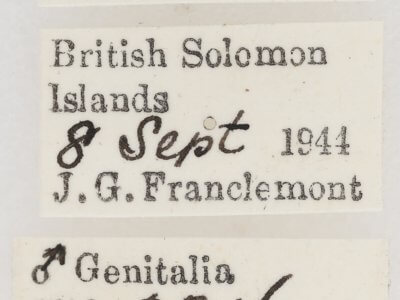 British Solomon
Islands
8 Sept 1944
J.G.Franclemont
♂ Genitalia